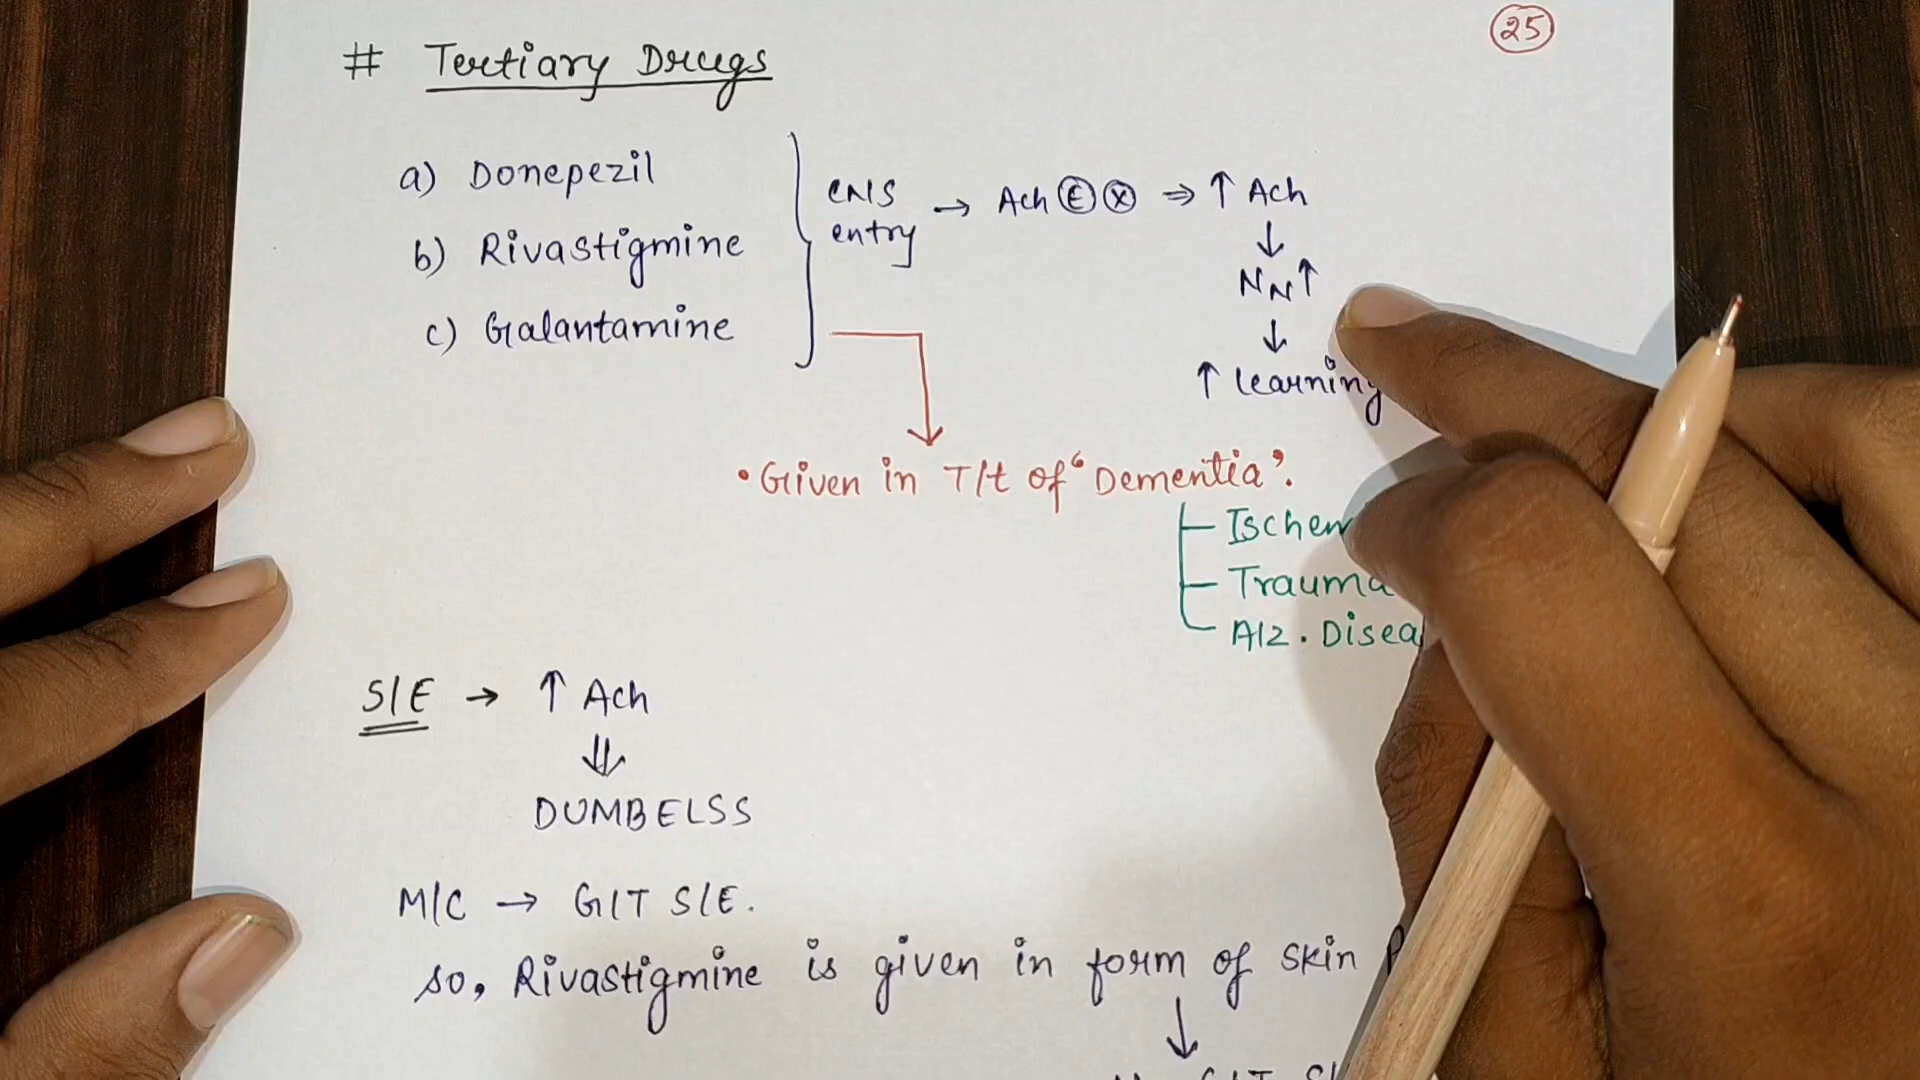 25
# Tertiary Drugs
a) Donepezil
b) Rivastigmine
c) Galantamine
CNS entry → Ach Ⓔ ⓧ ⇒ ↑ Ach
↓
NN↑
↓
↑ learning
• Given in T/t of "Dementia".
Trauma
Alz.
S/E → ↑ Ach
⇓
DUMBELSS
M/C → GIT S/E.
so, Rivastigmine is given in form of skin
↓
GIT